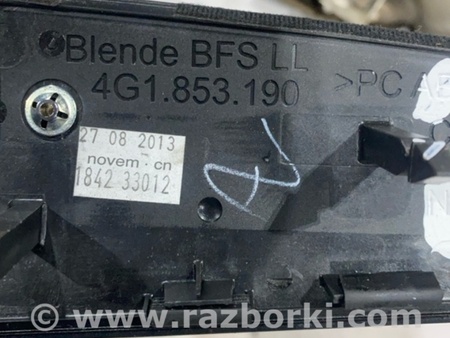 Blende BFS LL
4G1.853.190 >PC
27 08 2013
novem . cn
1842 33012
www.razborki.com